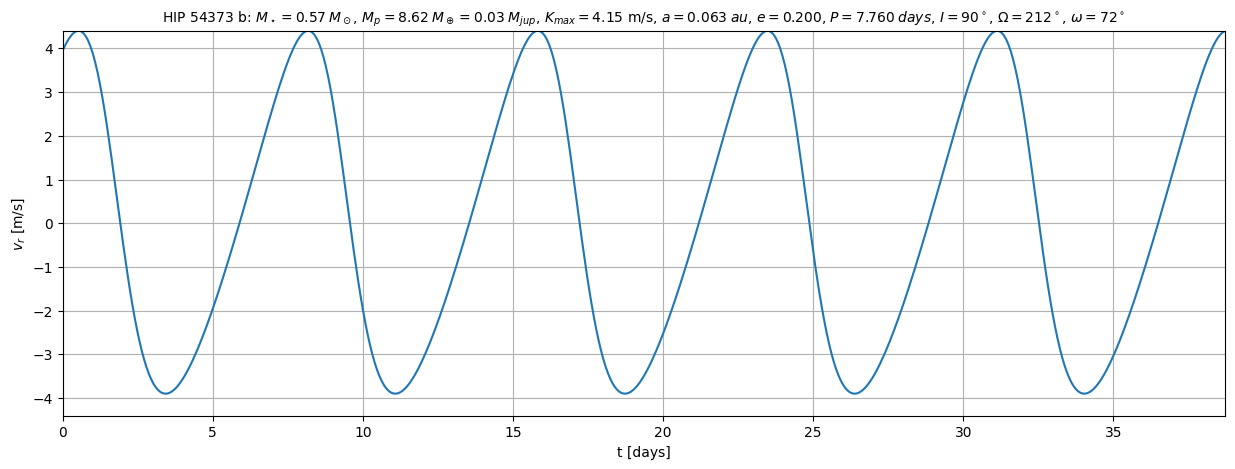 HIP 54373 b: M⋆ = 0.57 M⊙, Mp = 8.62 M⊕ = 0.03 Mjup, Kmax = 4.15 m/s, a = 0.063 au, e = 0.200, P = 7.760 days, I = 90°, Ω = 212°, ω = 72°
4
3
2
1
0
−1
−2
−3
−4
vr [m/s]
0 5 10 15 20 25 30 35
t [days]